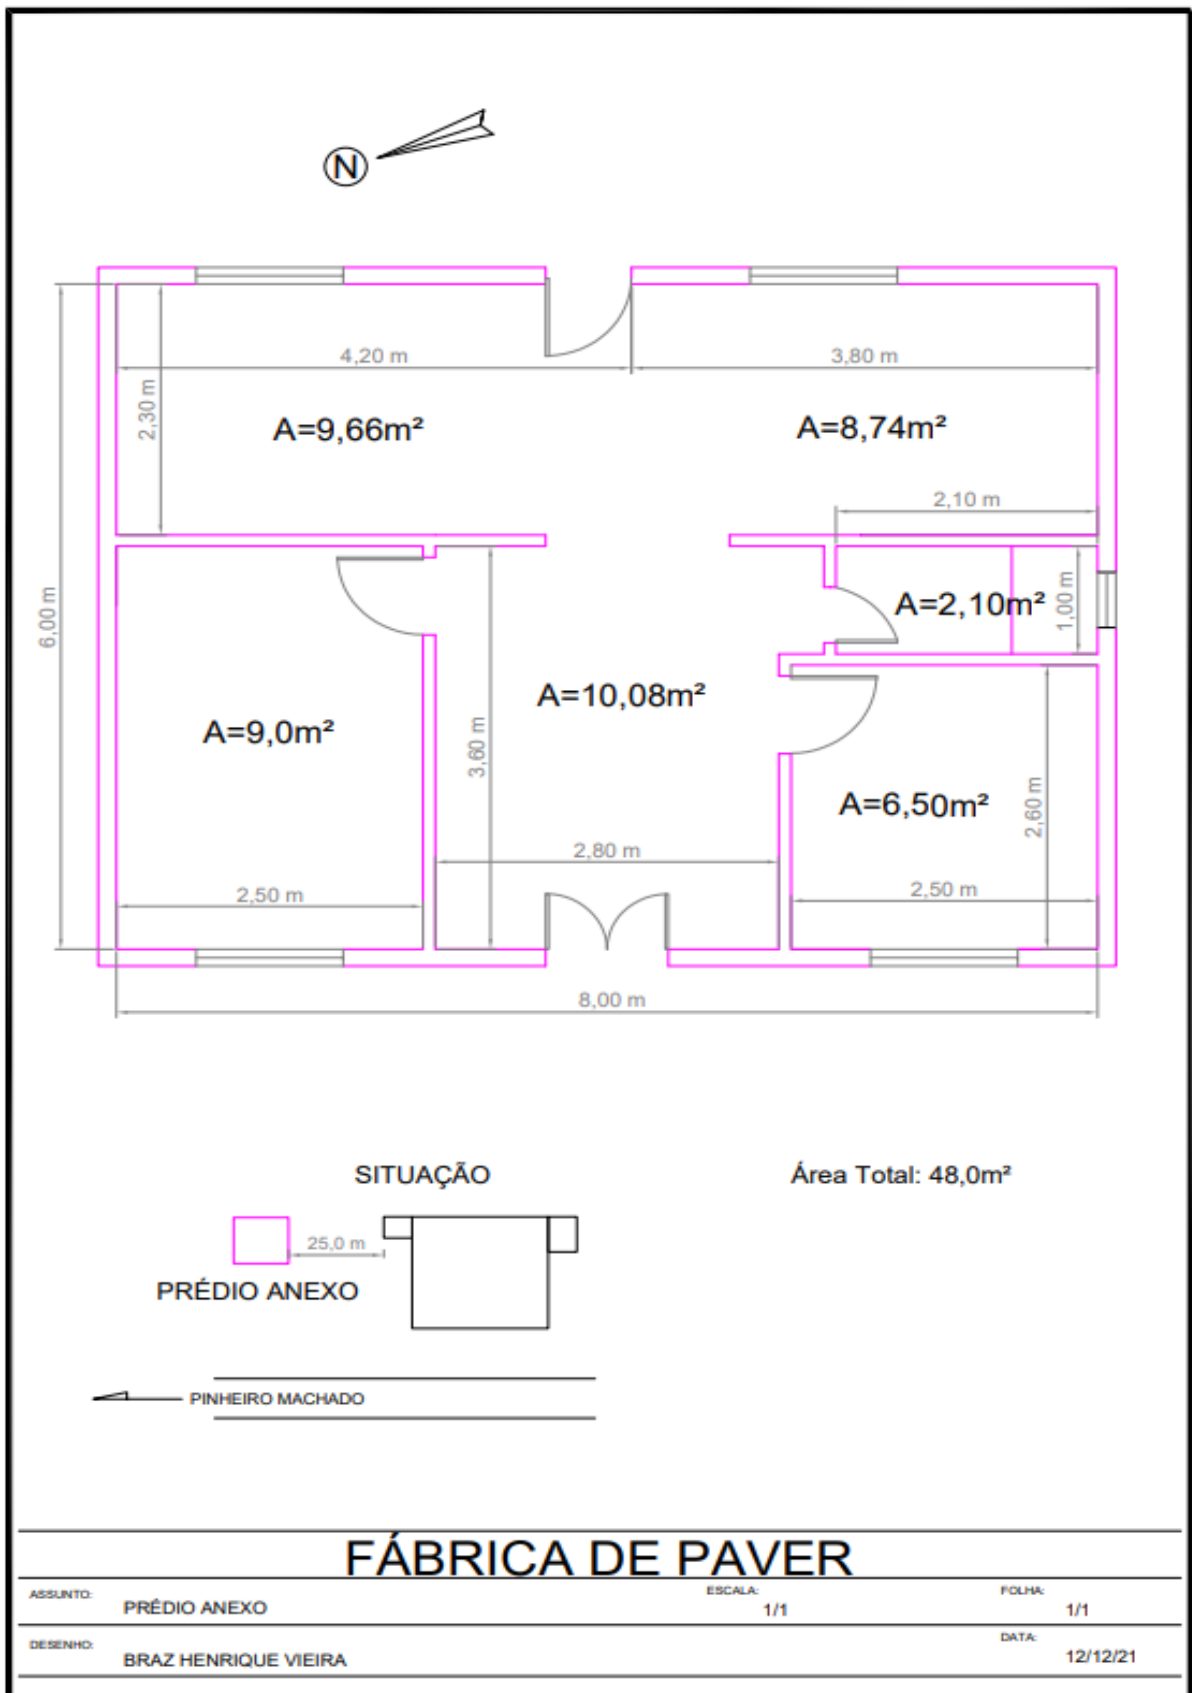 N
4,20 m
3,80 m
2,30 m
A=9,66m²
A=8,74m²
2,10 m
6,00 m
A=2,10m²
1,00 m
A=10,08m²
A=9,0m²
3,60 m
A=6,50m²
2,60 m
2,80 m
2,50 m
2,50 m
8,00 m
SITUAÇÃO
Área Total: 48,0m²
25,0 m
PRÉDIO ANEXO
PINHEIRO MACHADO
FÁBRICA DE PAVER
ASSUNTO: PRÉDIO ANEXO
ESCALA: 1/1
FOLHA: 1/1
DESENHO: BRAZ HENRIQUE VIEIRA
DATA: 12/12/21